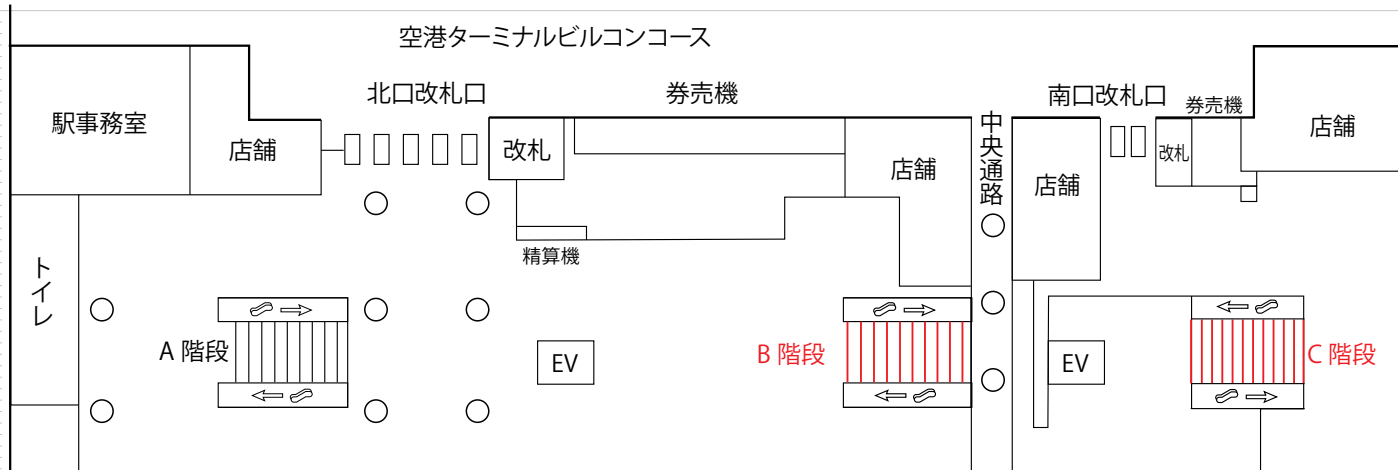 空港ターミナルビルコンコース
北口改札口
券売機
南口改札口
券売機
駅事務室
店舗
改札
店舗
中央通路
店舗
改札
店舗
精算機
トイレ
A 階段
EV
B 階段
EV
C 階段